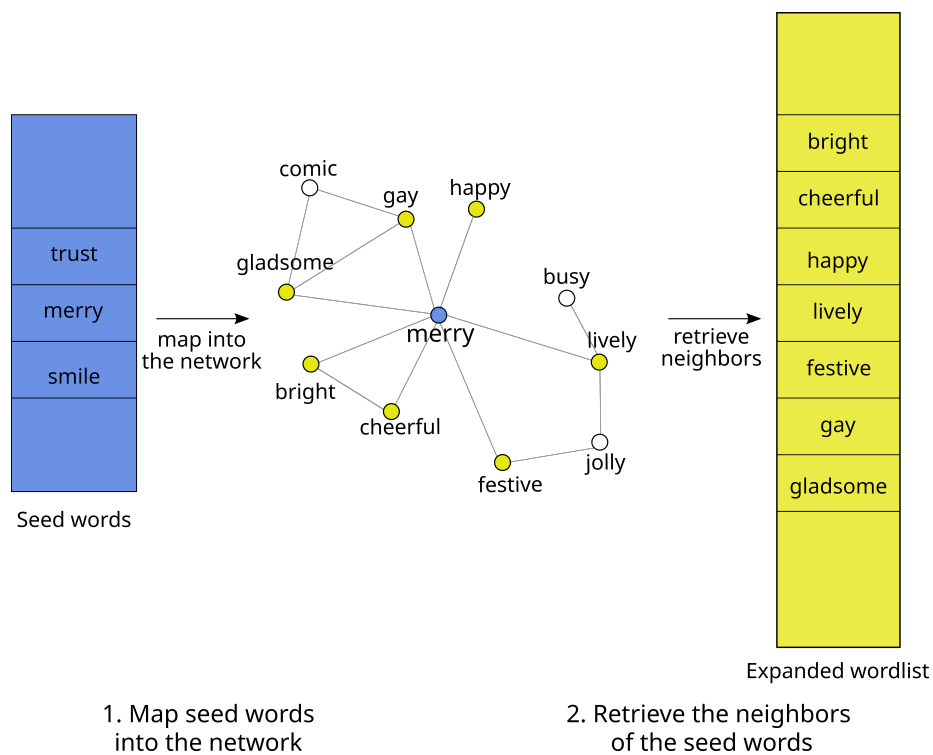 trust
merry
smile
Seed words
map into
the network
comic
gay
happy
gladsome
busy
merry
lively
bright
cheerful
jolly
festive
retrieve
neighbors
bright
cheerful
happy
lively
festive
gay
gladsome
Expanded wordlist
1. Map seed words
into the network
2. Retrieve the neighbors
of the seed words